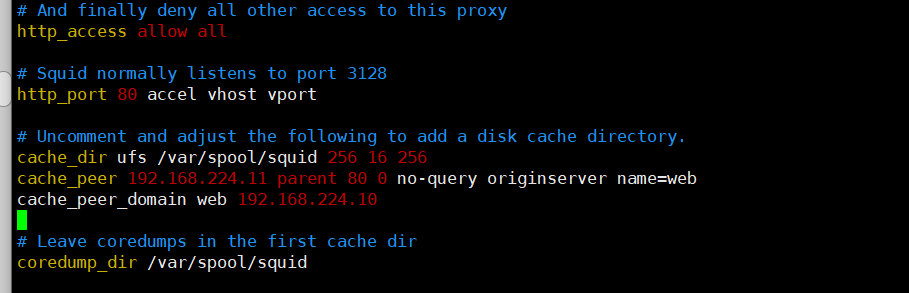 # And finally deny all other access to this proxy
http_access allow all
# Squid normally listens to port 3128
http_port 80 accel vhost vport
# Uncomment and adjust the following to add a disk cache directory.
cache_dir ufs /var/spool/squid 256 16 256
cache_peer 192.168.224.11 parent 80 0 no-query originserver name=web
cache_peer_domain web 192.168.224.10
# Leave coredumps in the first cache dir
coredump_dir /var/spool/squid